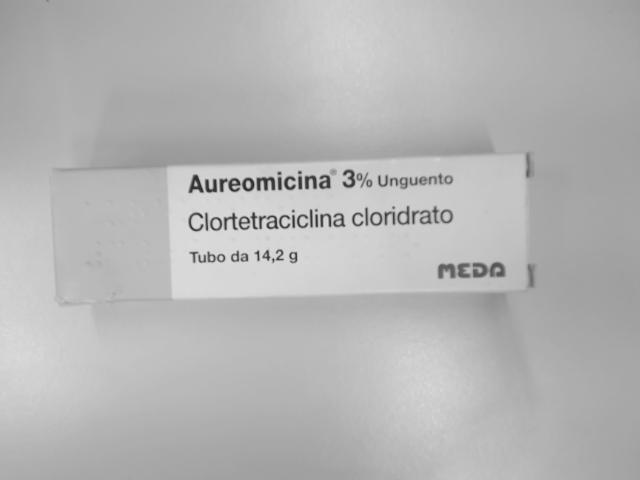 Aureomicina® 3% Unguento
Clortetraciclina cloridrato
Tubo da 14,2 g
MEDA